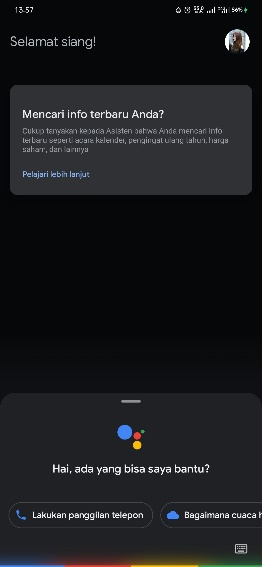 13:57
56%
Selamat siang!
Mencari info terbaru Anda?
Cukup tanyakan kepada Asisten bahwa Anda mencari info
terbaru seperti acara kalender, pengingat ulang tahun, harga
saham, dan lainnya
Pelajari lebih lanjut
Hai, ada yang bisa saya bantu?
Lakukan panggilan telepon
Bagaimana cuaca h